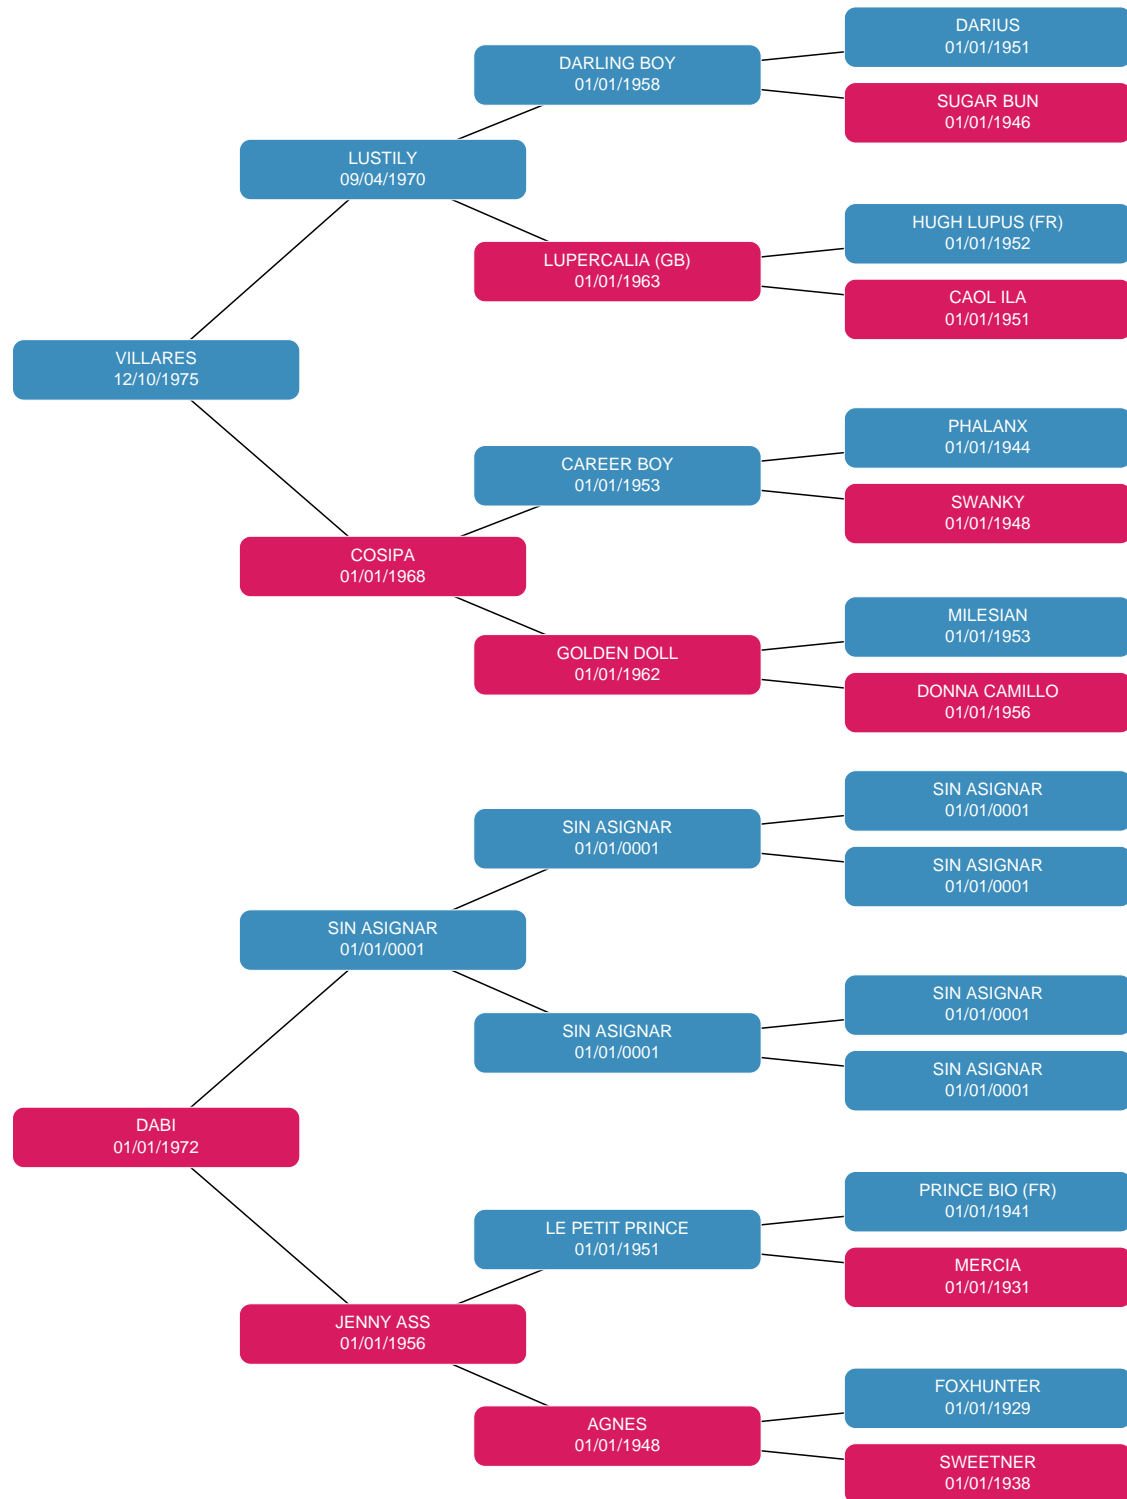 DARIUS
01/01/1951
DARLING BOY
01/01/1958
SUGAR BUN
01/01/1946
LUSTILY
09/04/1970
HUGH LUPUS (FR)
01/01/1952
LUPERCALIA (GB)
01/01/1963
CAOL ILA
01/01/1951
VILLARES
12/10/1975
PHALANX
01/01/1944
CAREER BOY
01/01/1953
SWANKY
01/01/1948
COSIPA
01/01/1968
MILESIAN
01/01/1953
GOLDEN DOLL
01/01/1962
DONNA CAMILLO
01/01/1956
SIN ASIGNAR
01/01/0001
SIN ASIGNAR
01/01/0001
SIN ASIGNAR
01/01/0001
SIN ASIGNAR
01/01/0001
SIN ASIGNAR
01/01/0001
SIN ASIGNAR
01/01/0001
SIN ASIGNAR
01/01/0001
DABI
01/01/1972
PRINCE BIO (FR)
01/01/1941
LE PETIT PRINCE
01/01/1951
MERCIA
01/01/1931
JENNY ASS
01/01/1956
FOXHUNTER
01/01/1929
AGNES
01/01/1948
SWEETNER
01/01/1938